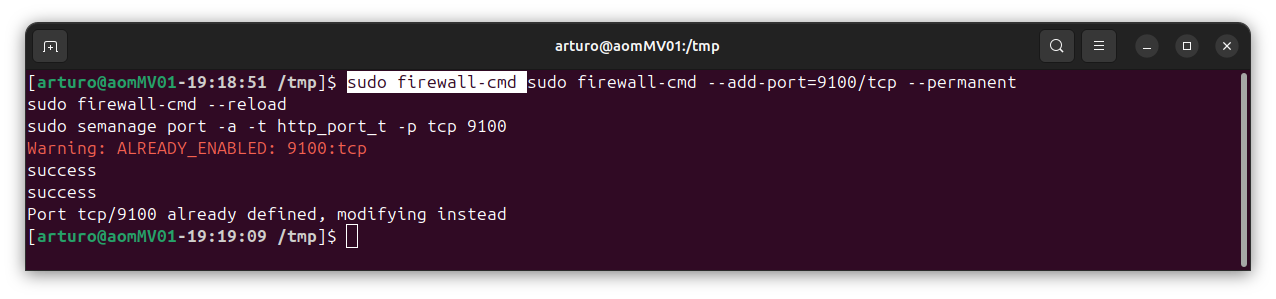 arturo@aomMV01:/tmp
[arturo@aomMV01-19:18:51 /tmp]$ sudo firewall-cmd sudo firewall-cmd --add-port=9100/tcp --permanent
sudo firewall-cmd --reload
sudo semanage port -a -t http_port_t -p tcp 9100
Warning: ALREADY_ENABLED: 9100:tcp
success
success
Port tcp/9100 already defined, modifying instead
[arturo@aomMV01-19:19:09 /tmp]$